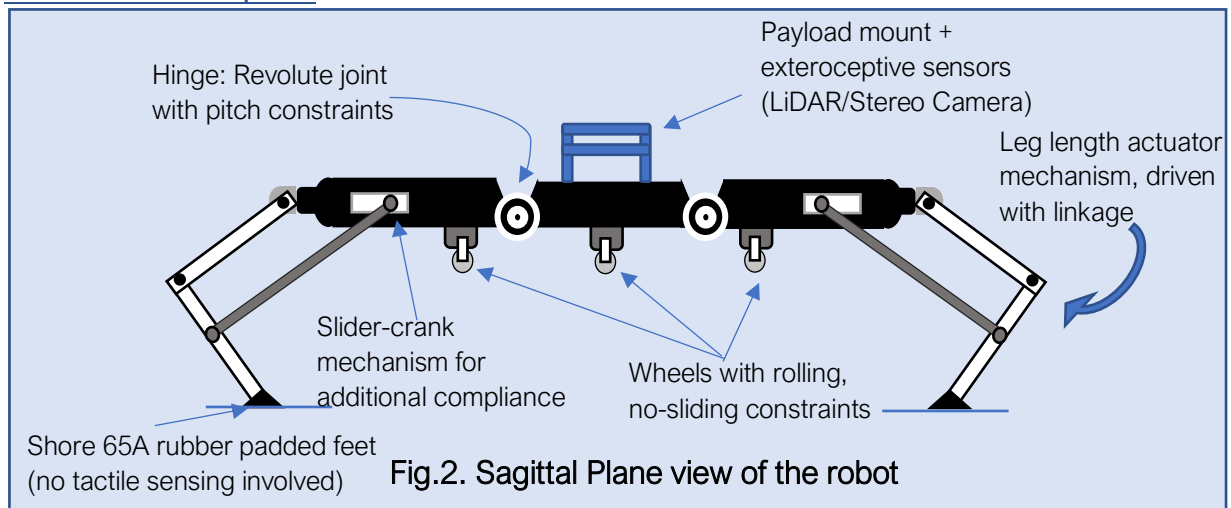 Payload mount +
exteroceptive sensors
(LiDAR/Stereo Camera)
Hinge: Revolute joint
with pitch constraints
Leg length actuator
mechanism, driven
with linkage
Slider-crank
mechanism for
additional compliance
Wheels with rolling,
no-sliding constraints
Shore 65A rubber padded feet
(no tactile sensing involved)
Fig.2. Sagittal Plane view of the robot